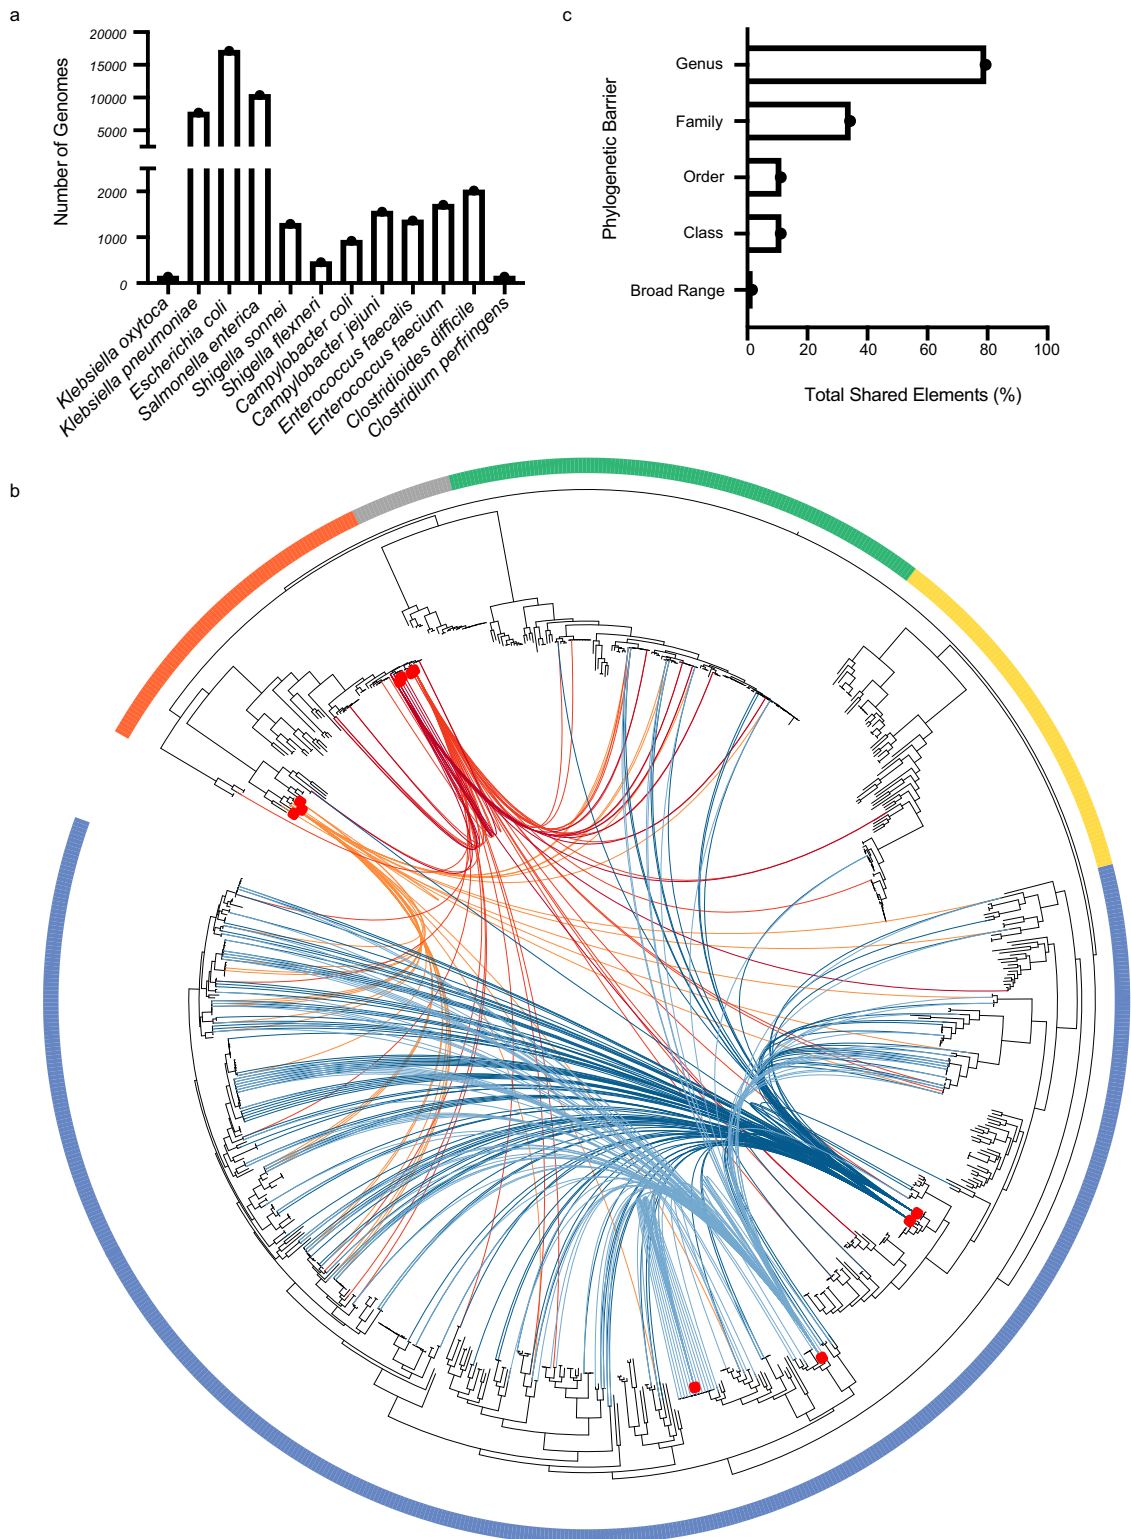 a
Number of Genomes
20000
15000
10000
5000
2000
1000
0
Klebsiella oxytoca
Klebsiella pneumoniae
Escherichia coli
Salmonella enterica
Shigella sonnei
Shigella flexneri
Campylobacter coli
Campylobacter jejuni
Enterococcus faecalis
Enterococcus faecium
Clostridioides difficile
Clostridium perfringens
c
Phylogenetic Barrier
Genus
Family
Order
Class
Broad Range
0 20 40 60 80 100
Total Shared Elements (%)
b